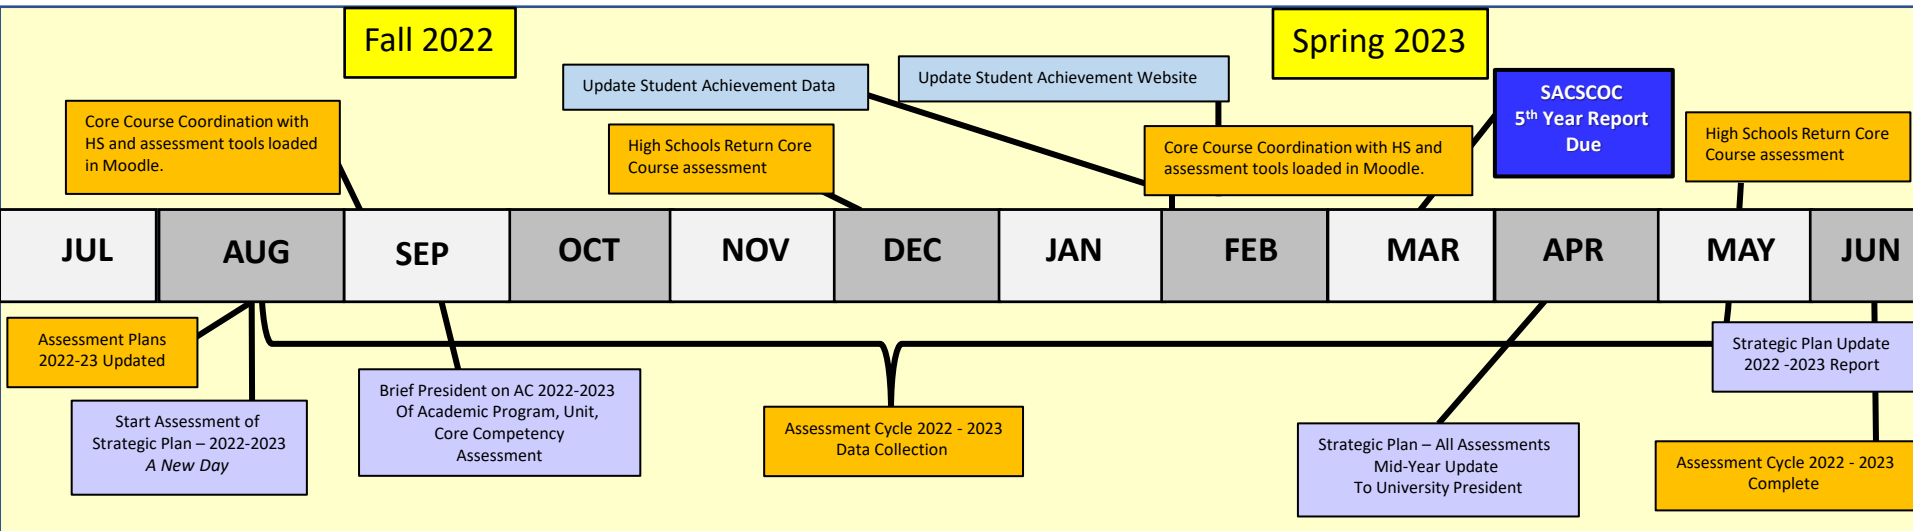 Fall 2022
Spring 2023
Update Student Achievement Data
Update Student Achievement Website
SACSCOC
5th Year Report
Due
Core Course Coordination with
HS and assessment tools loaded
in Moodle.
High Schools Return Core
Course assessment
Core Course Coordination with HS and
assessment tools loaded in Moodle.
High Schools Return Core
Course assessment
JUL
AUG
SEP
OCT
NOV
DEC
JAN
FEB
MAR
APR
MAY
JUN
Assessment Plans
2022-23 Updated
Start Assessment of
Strategic Plan – 2022-2023
A New Day
Brief President on AC 2022-2023
Of Academic Program, Unit,
Core Competency
Assessment
Assessment Cycle 2022 - 2023
Data Collection
Strategic Plan – All Assessments
Mid-Year Update
To University President
Strategic Plan Update
2022 -2023 Report
Assessment Cycle 2022 - 2023
Complete